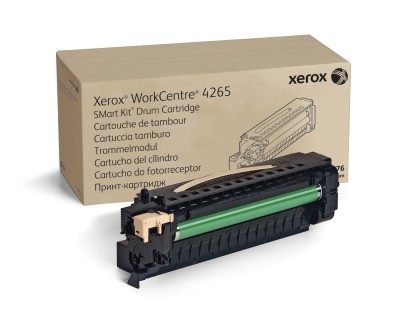 Xerox® WorkCentre® 4265
SMart Kit® Drum Cartridge
Cartouche de tambour
Cartuccia tamburo
Trommelmodul
Cartucho del cilindro
Cartucho do fotorreceptor
Принт-картридж
xerox